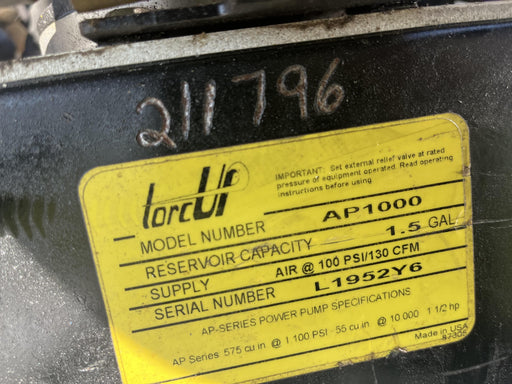 211796
torcUP
IMPORTANT: Set external relief valve at rated
pressure of equipment operated. Read operating
instructions before using.
MODEL NUMBER AP1000
RESERVOIR CAPACITY 1.5 GAL
SUPPLY AIR @ 100 PSI/130 CFM
SERIAL NUMBER L1952Y6
AP-SERIES POWER PUMP SPECIFICATIONS
AP Series 575 cu in @ 1 100 PSI - 55 cu in @ 10 000 1 1/2 hp
Made in USA